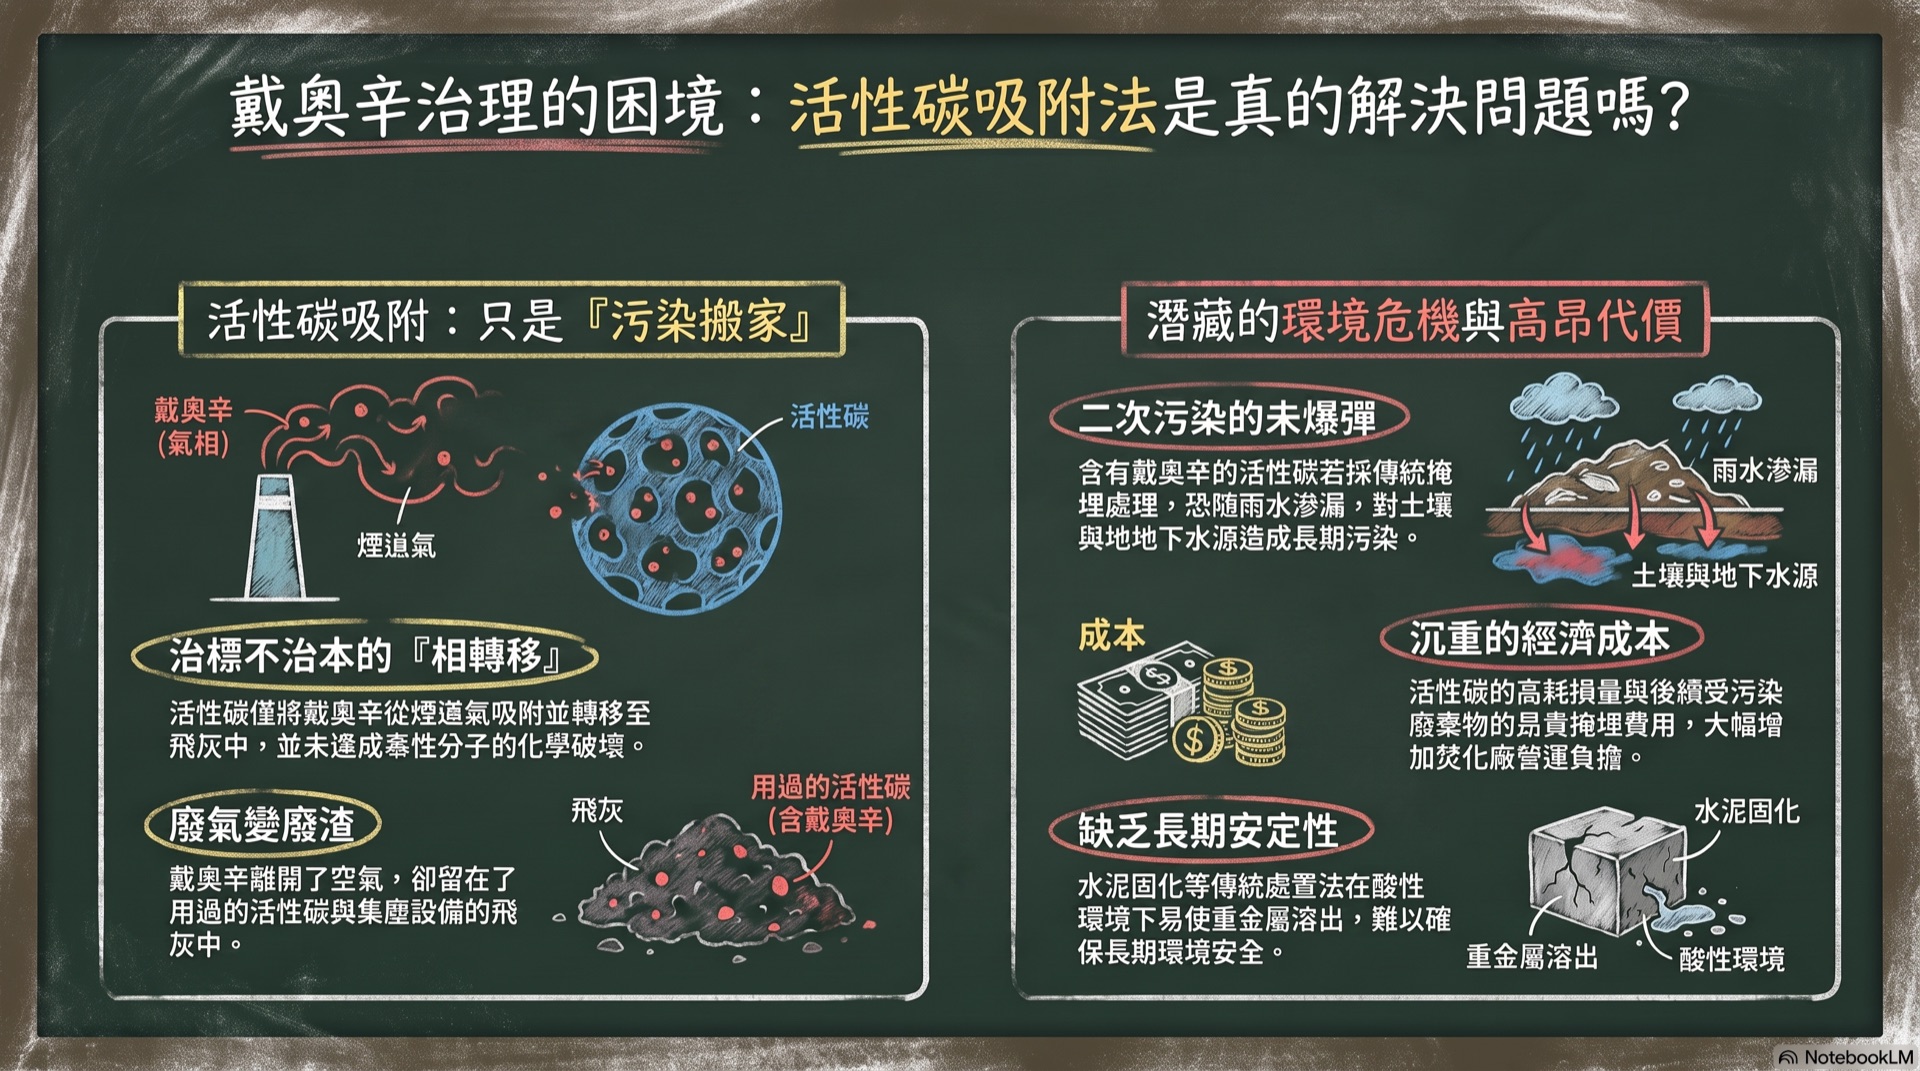 戴奧辛治理的困境：活性碳吸附法是真的解決問題嗎?
活性碳吸附：只是『污染搬家』
戴奧辛
(氣相)
煙道氣
活性碳
治標不治本的『相轉移』
活性碳僅將戴奧辛從煙道氣吸附並轉移至
飛灰中，並未達成毒性分子的化學破壞。
廢氣變廢渣
戴奧辛離開了空氣，卻留在了
用過的活性碳與集塵設備的飛
灰中。
飛灰
用過的活性碳
(含戴奧辛)
潛藏的環境危機與高昂代價
二次污染的未爆彈
含有戴奧辛的活性碳若採傳統掩
埋處理，恐隨雨水滲漏，對土壤
與地地下水源造成長期污染。
雨水滲漏
土壤與地下水源
成本
沉重的經濟成本
活性碳的高耗損量與後續受污染
廢棄物的昂貴掩埋費用，大幅增
加焚化廠營運負擔。
缺乏長期安定性
水泥固化等傳統處置法在酸性
環境下易使重金屬溶出，難以確
保長期環境安全。
水泥固化
重金屬溶出
酸性環境
NotebookLM